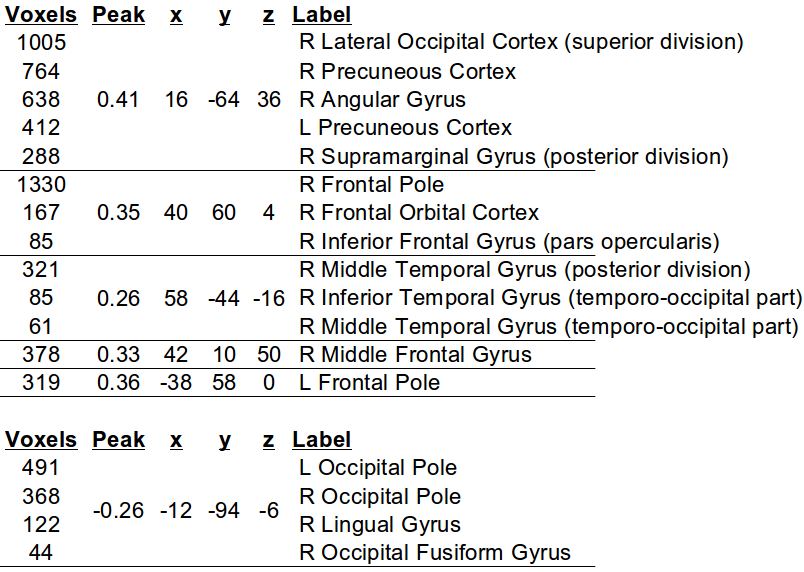 Voxels Peak x y z Label
1005 R Lateral Occipital Cortex (superior division)
764 R Precuneous Cortex
638 0.41 16 -64 36 R Angular Gyrus
412 L Precuneous Cortex
288 R Supramarginal Gyrus (posterior division)
1330 R Frontal Pole
167 0.35 40 60 4 R Frontal Orbital Cortex
85 R Inferior Frontal Gyrus (pars opercularis)
321 R Middle Temporal Gyrus (posterior division)
85 0.26 58 -44 -16 R Inferior Temporal Gyrus (temporo-occipital part)
61 R Middle Temporal Gyrus (temporo-occipital part)
378 0.33 42 10 50 R Middle Frontal Gyrus
319 0.36 -38 58 0 L Frontal Pole
Voxels Peak x y z Label
491 L Occipital Pole
368 R Occipital Pole
-0.26 -12 -94 -6
122 R Lingual Gyrus
44 R Occipital Fusiform Gyrus